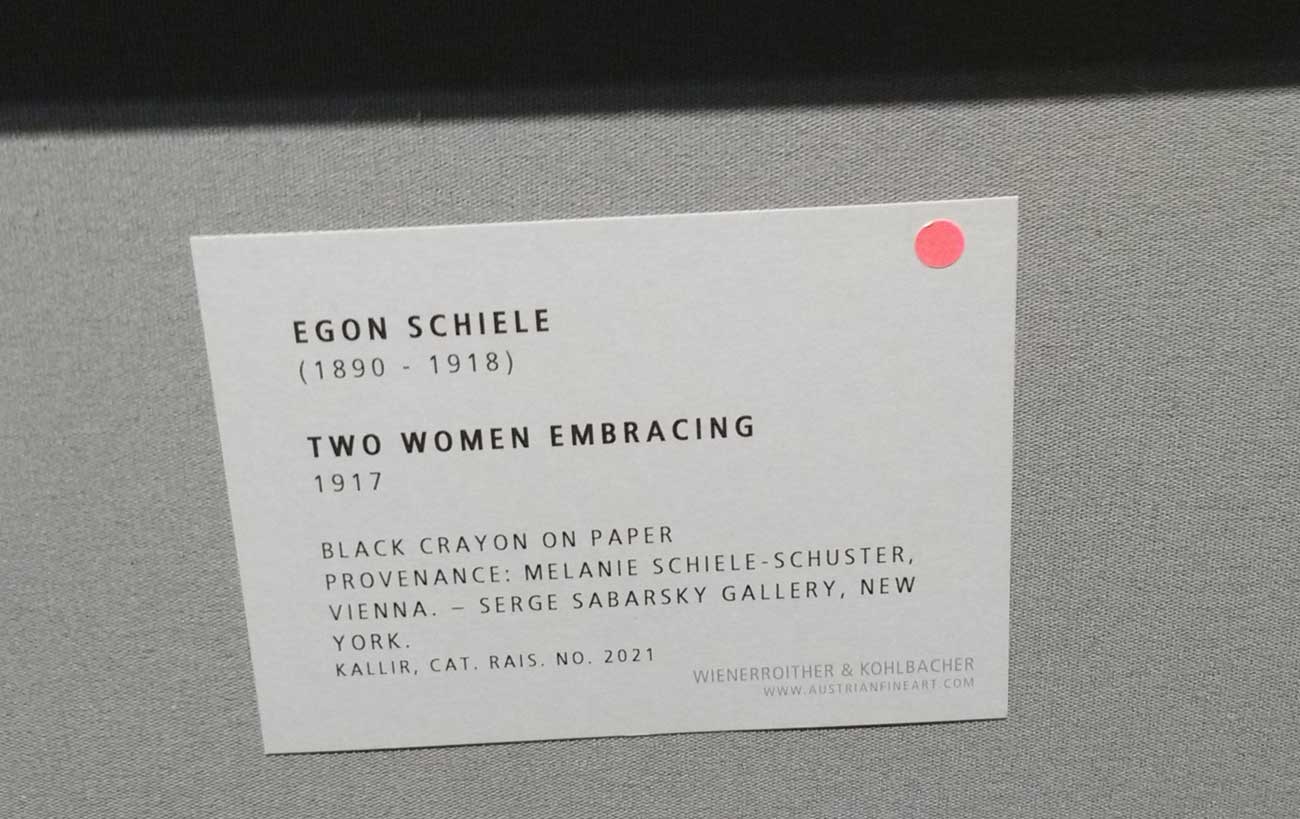 EGON SCHIELE
(1890 - 1918)
TWO WOMEN EMBRACING
1917
BLACK CRAYON ON PAPER
PROVENANCE: MELANIE SCHIELE-SCHUSTER,
VIENNA. – SERGE SABARSKY GALLERY, NEW
YORK.
KALLIR, CAT. RAIS. NO. 2021
WIENERROITHER & KOHLBACHER
WWW.AUSTRIANFINEART.COM